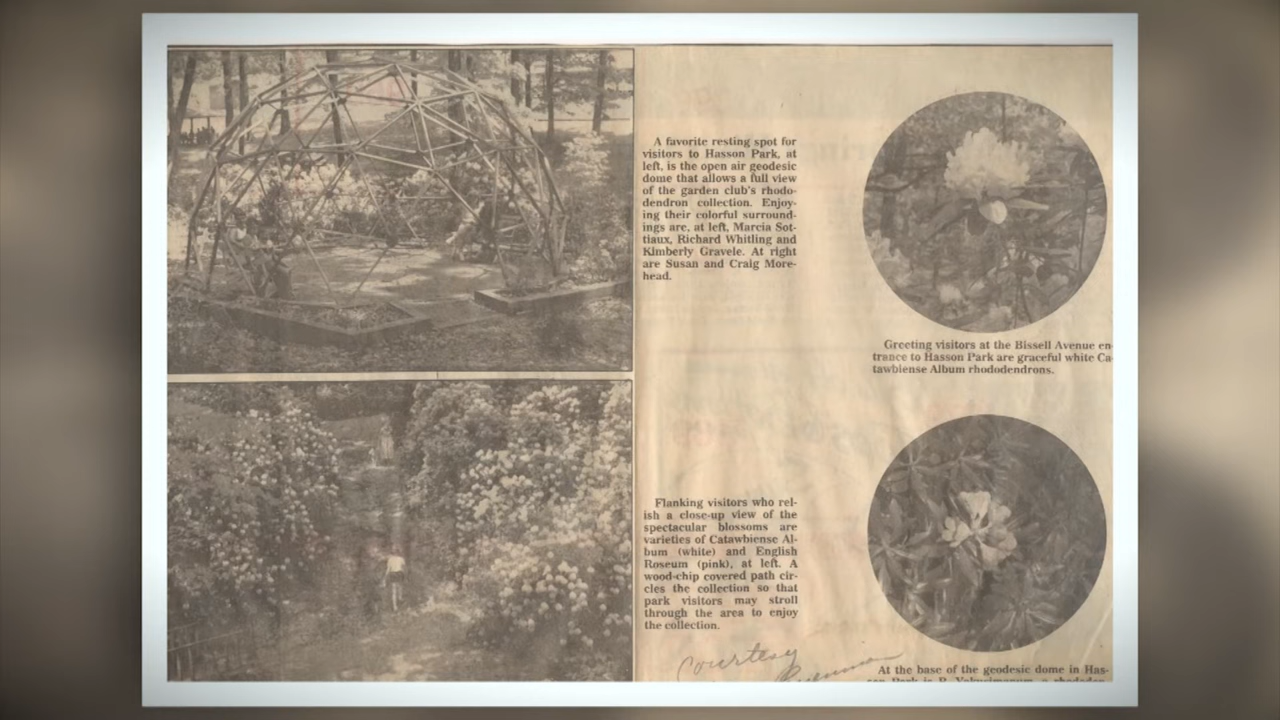 A favorite resting spot for
visitors to Hasson Park, at
left, is the open air geodesic
dome that allows a full view
of the garden club's rhodo-
dendron collection. Enjoy-
ing their colorful surround-
ings are, at left, Marcia Sot-
tiaux, Richard Whitling and
Kimberly Gravele. At right
are Susan and Craig More-
head.
Greeting visitors at the Bissell Avenue en-
trance to Hasson Park are graceful white Ca-
tawbiense Album rhododendrons.
Flanking visitors who rel-
ish a close-up view of the
spectacular blossoms are
varieties of Catawbiense Al-
bum (white) and English
Roseum (pink), at left. A
wood-chip covered path cir-
cles the collection so that
park visitors may stroll
through the area to enjoy
the collection.
Courtesy
At the base of the geodesic dome in Has-